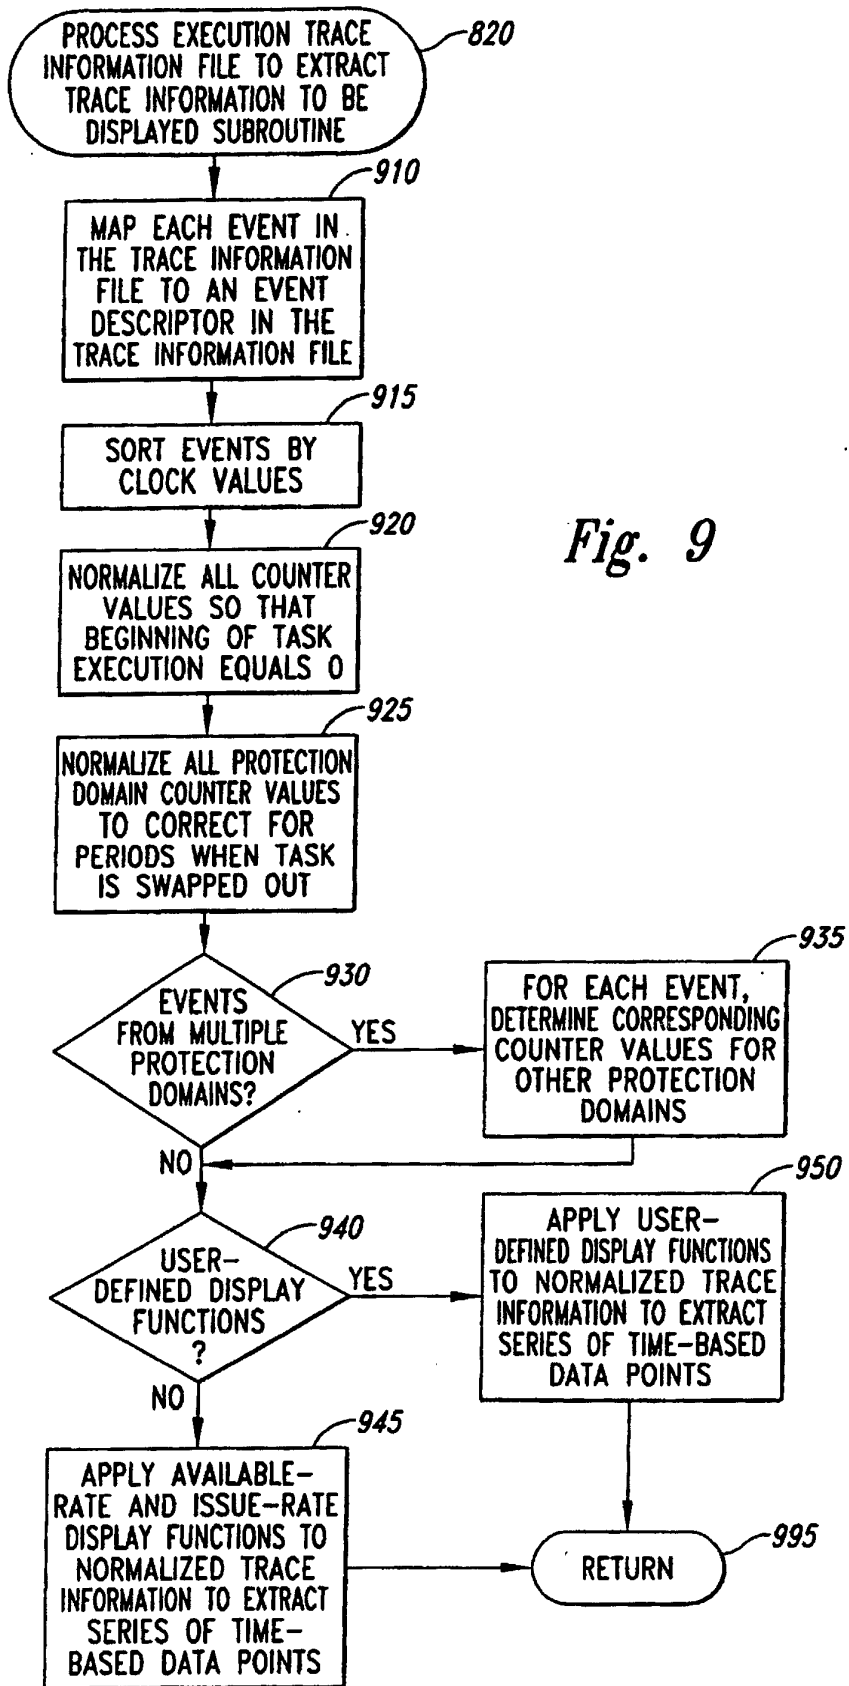 PROCESS EXECUTION TRACE
INFORMATION FILE TO EXTRACT
TRACE INFORMATION TO BE
DISPLAYED SUBROUTINE
820
910
MAP EACH EVENT IN
THE TRACE INFORMATION
FILE TO AN EVENT
DESCRIPTOR IN THE
TRACE INFORMATION FILE
915
SORT EVENTS BY
CLOCK VALUES
920
NORMALIZE ALL COUNTER
VALUES SO THAT
BEGINNING OF TASK
EXECUTION EQUALS 0
Fig. 9
925
NORMALIZE ALL PROTECTION
DOMAIN COUNTER VALUES
TO CORRECT FOR
PERIODS WHEN TASK
IS SWAPPED OUT
930
EVENTS
FROM MULTIPLE
PROTECTION
DOMAINS?
YES
NO
935
FOR EACH EVENT,
DETERMINE CORRESPONDING
COUNTER VALUES FOR
OTHER PROTECTION
DOMAINS
940
USER-
DEFINED DISPLAY
FUNCTIONS
?
YES
NO
950
APPLY USER-
DEFINED DISPLAY FUNCTIONS
TO NORMALIZED TRACE
INFORMATION TO EXTRACT
SERIES OF TIME-BASED
DATA POINTS
945
APPLY AVAILABLE-
RATE AND ISSUE-RATE
DISPLAY FUNCTIONS TO
NORMALIZED TRACE
INFORMATION TO EXTRACT
SERIES OF TIME-
BASED DATA POINTS
995
RETURN